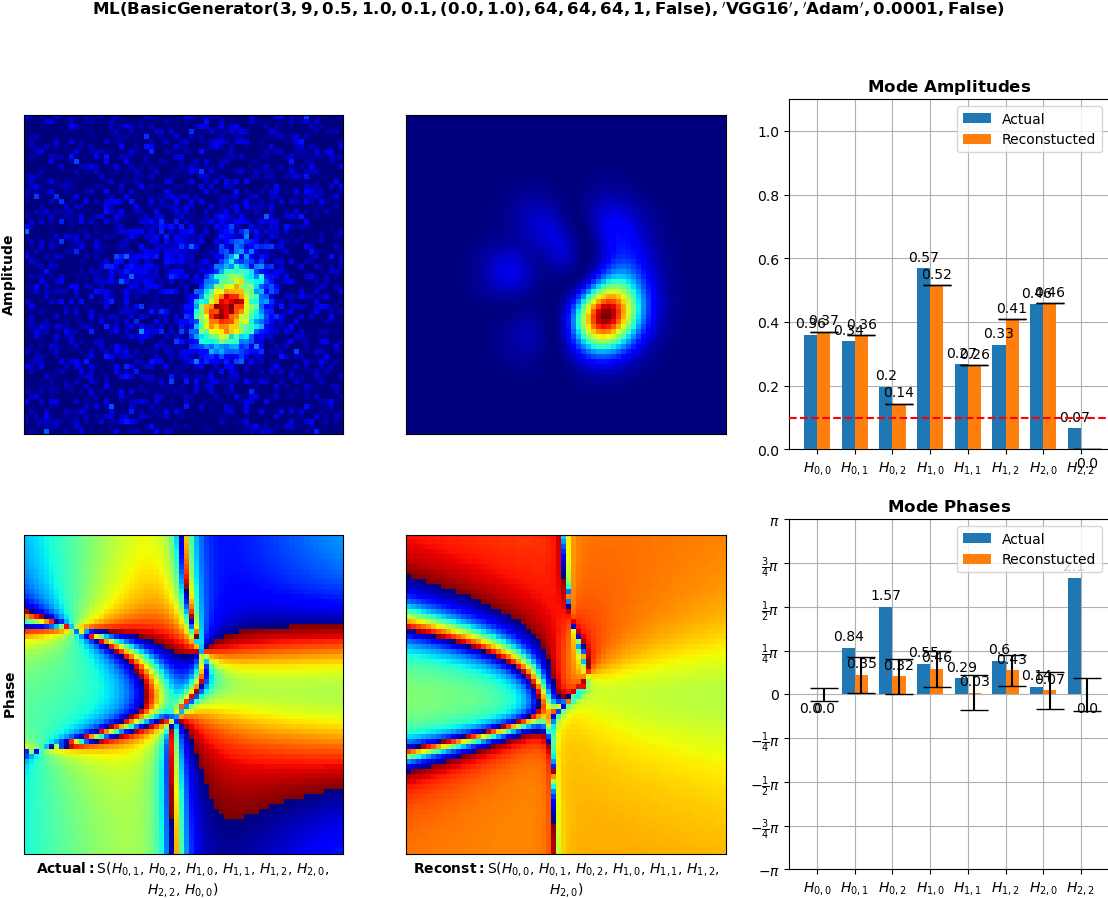 ML(BasicGenerator(3, 9, 0.5, 1.0, 0.1, (0.0, 1.0), 64, 64, 64, 1, False), ′VGG16′, ′Adam′, 0.0001, False)
Amplitude
Mode Amplitudes
Actual
Reconstucted
1.0
0.8
0.6
0.4
0.2
0.0
0.36
0.37
0.34
0.36
0.2
0.14
0.57
0.52
0.27
0.26
0.33
0.41
0.46
0.46
0.07
0.0
H0,0 H0,1 H0,2 H1,0 H1,1 H1,2 H2,0 H2,2
Phase
Mode Phases
Actual
Reconstucted
π
3/4π
1/2π
1/4π
0
−1/4π
−1/2π
−3/4π
−π
0.0
0.0
0.84
0.35
1.57
0.32
0.55
0.46
0.29
0.03
0.6
0.43
0.14
0.07
2.1
0.0
H0,0 H0,1 H0,2 H1,0 H1,1 H1,2 H2,0 H2,2
Actual: S(H0,1, H0,2, H1,0, H1,1, H1,2, H2,0,
H2,2, H0,0)
Reconst: S(H0,0, H0,1, H0,2, H1,0, H1,1, H1,2,
H2,0)